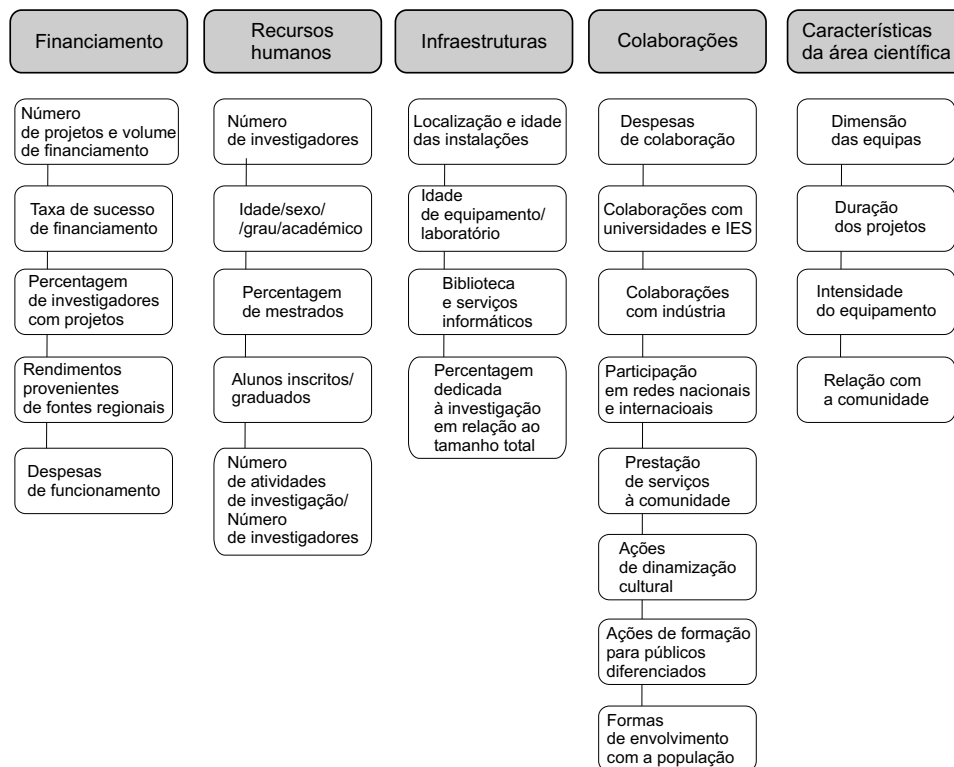 Financiamento
Número
de projetos e volume
de financiamento
Taxa de sucesso
de financiamento
Percentagem
de investigadores
com projetos
Rendimentos
provenientes
de fontes regionais
Despesas
de funcionamento
Recursos
humanos
Número
de investigadores
Idade/sexo/
/grau/académico
Percentagem
de mestrados
Alunos inscritos/
graduados
Número
de atividades
de investigação/
Número
de investigadores
Infraestruturas
Localização e idade
das instalações
Idade
de equipamento/
laboratório
Biblioteca
e serviços
informáticos
Percentagem
dedicada
à investigação
em relação ao
tamanho total
Colaborações
Despesas
de colaboração
Colaborações com
universidades e IES
Colaborações
com indústria
Participação
em redes nacionais
e internacioais
Prestação
de serviços
à comunidade
Ações
de dinamização
cultural
Ações de formação
para públicos
diferenciados
Formas
de envolvimento
com a população
Características
da área científica
Dimensão
das equipas
Duração
dos projetos
Intensidade
do equipamento
Relação com
a comunidade